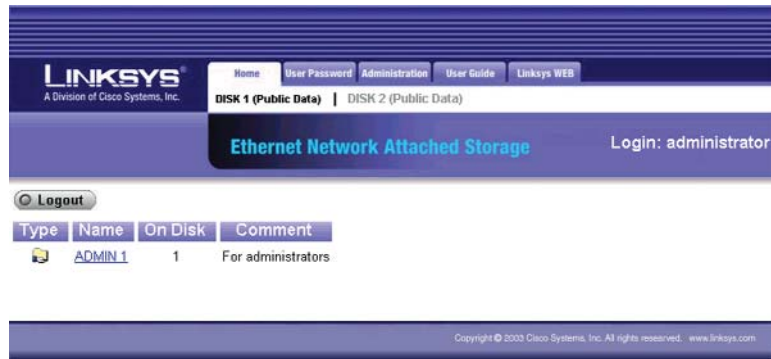 LINKSYS®
A Division of Cisco Systems, Inc.
Home User Password Administration User Guide Linksys WEB
DISK 1 (Public Data) | DISK 2 (Public Data)
Ethernet Network Attached Storage
Login: administrator
Logout
Type Name On Disk Comment
ADMIN 1 1 For administrators
Copyright © 2003 Cisco Systems, Inc. All rights reserved. www.linksys.com